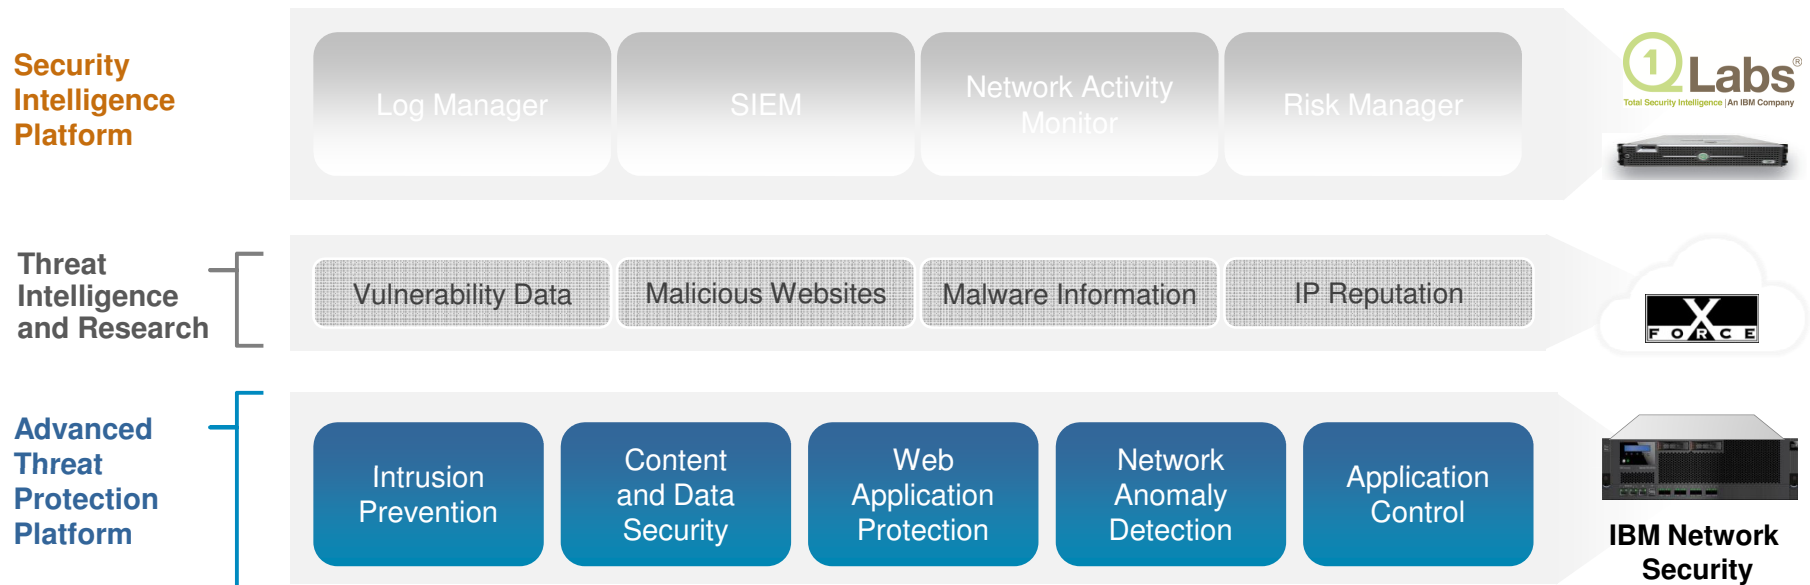 Security
Intelligence
Platform
Log Manager
SIEM
Network Activity
Monitor
Risk Manager
Q1 Labs®
Total Security Intelligence | An IBM Company
Threat
Intelligence
and Research
Vulnerability Data
Malicious Websites
Malware Information
IP Reputation
X
FORCE
Advanced
Threat
Protection
Platform
Intrusion
Prevention
Content
and Data
Security
Web
Application
Protection
Network
Anomaly
Detection
Application
Control
IBM Network
Security